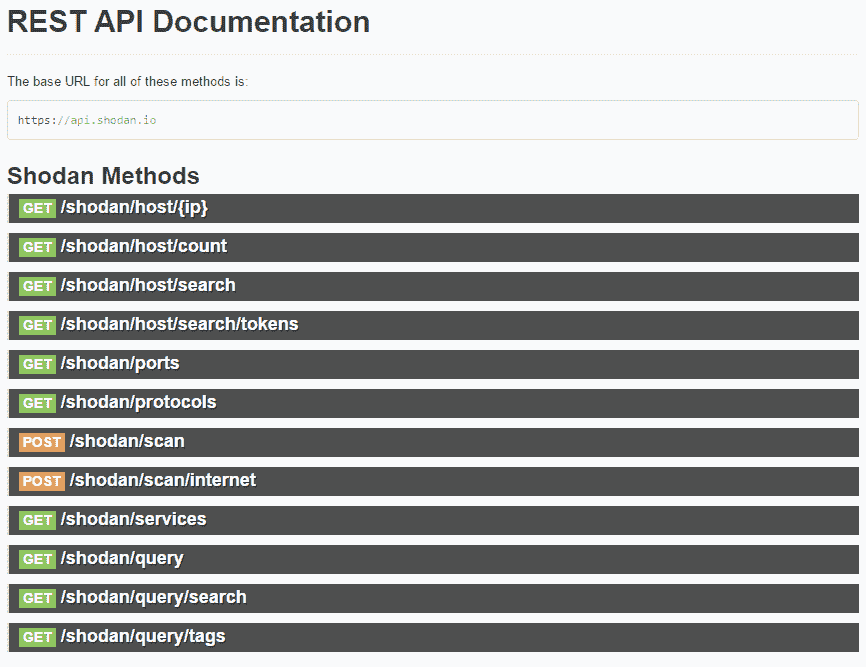 REST API Documentation
The base URL for all of these methods is:
https://api.shodan.io
Shodan Methods
GET /shodan/host/{ip}
GET /shodan/host/count
GET /shodan/host/search
GET /shodan/host/search/tokens
GET /shodan/ports
GET /shodan/protocols
POST /shodan/scan
POST /shodan/scan/internet
GET /shodan/services
GET /shodan/query
GET /shodan/query/search
GET /shodan/query/tags